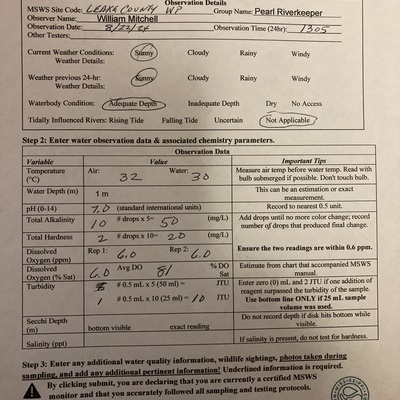 Observation Details
MSWS Site Code: LEAKE COUNTY WP Group Name: Pearl Riverkeeper
Observer Name: William Mitchell
Observation Date: 8/22/24 Observation Time (24hr): 1305
Other Testers:
Current Weather Conditions: Sunny Cloudy Rainy Windy
Weather Details:
Weather previous 24-hr: Sunny Cloudy Rainy Windy
Weather Details:
Waterbody Condition: Adequate Depth Inadequate Depth Dry No Access
Tidally Influenced Rivers: Rising Tide Falling Tide Uncertain Not Applicable
Step 2: Enter water observation data & associated chemistry parameters.
Observation Data
Variable Value Important Tips
Temperature (°C) Air: 32 Water: 30 Measure air temp before water temp. Read with bulb submerged if possible. Don't touch bulb.
Water Depth (m) 1 m This can be an estimation or exact measurement.
pH (0-14) 7.0 (standard international units) Record to nearest 0.5 unit.
Total Alkalinity 10 # drops x 5= 50 (mg/L) Add drops until no more color change; record number of drops that produced final change.
Total Hardness 2 # drops x 10= 20 (mg/L)
Dissolved Oxygen (ppm) Rep 1: 6.0 Rep 2: 6.0 Ensure the two readings are within 0.6 ppm.
Dissolved Oxygen (% Sat) 6.0 Avg DO 81 % DO Sat Estimate from chart that accompanied MSWS manual.
Turbidity # 0.5 mL x 5 (50 ml) = JTU Enter zero (0) mL and 2 JTU if one addition of reagent surpassed the turbidity of the sample.
1 # 0.5 mL x 10 (25 ml) = 10 JTU Use bottom line ONLY if 25 mL sample volume was used.
Secchi Depth (m) bottom visible exact reading Do not record depth if disk hits bottom while visible.
Salinity (ppt) If salinity is present, do not test for hardness.
Step 3: Enter any additional water quality information, wildlife sightings, photos taken during
sampling, and add any additional pertinent information! Underlined information is required.
By clicking submit, you are declaring that you are currently a certified MSWS
monitor and that you accurately followed all sampling and testing protocols.